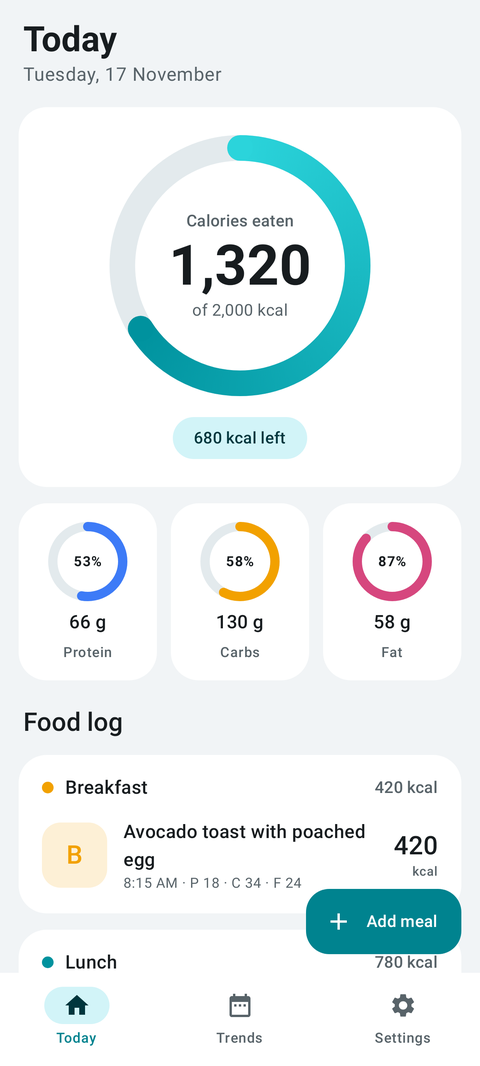 Today
Tuesday, 17 November
Calories eaten
1,320
of 2,000 kcal
680 kcal left
53%
58%
87%
66 g
130 g
58 g
Protein
Carbs
Fat
Food log
Breakfast
420 kcal
B
Avocado toast with poached
egg
8:15 AM · P 18 · C 34 · F 24
420
kcal
Add meal
Lunch
780 kcal
Today
Trends
Settings